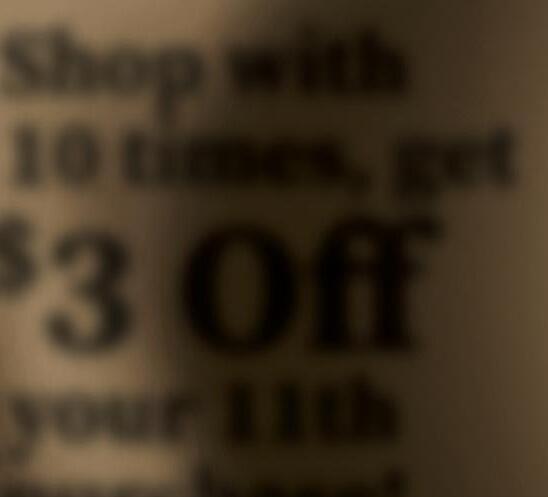 Shop with
10 times, get
$3 Off
your 11th